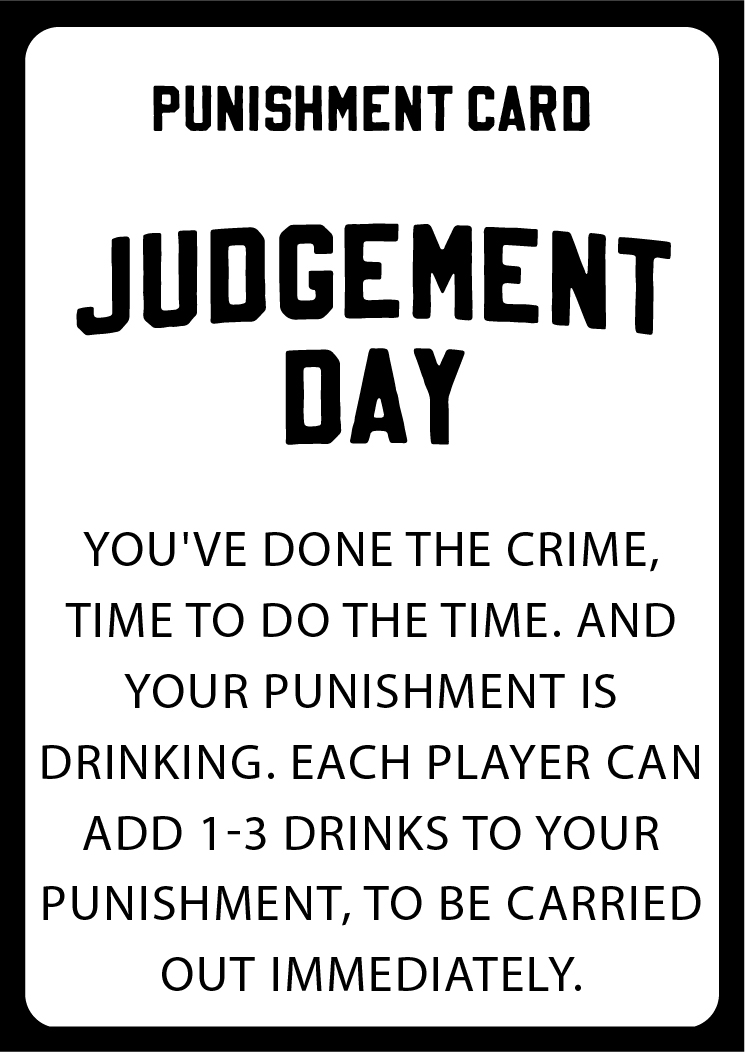 PUNISHMENT CARD
JUDGEMENT
DAY
YOU'VE DONE THE CRIME,
TIME TO DO THE TIME. AND
YOUR PUNISHMENT IS
DRINKING. EACH PLAYER CAN
ADD 1-3 DRINKS TO YOUR
PUNISHMENT, TO BE CARRIED
OUT IMMEDIATELY.